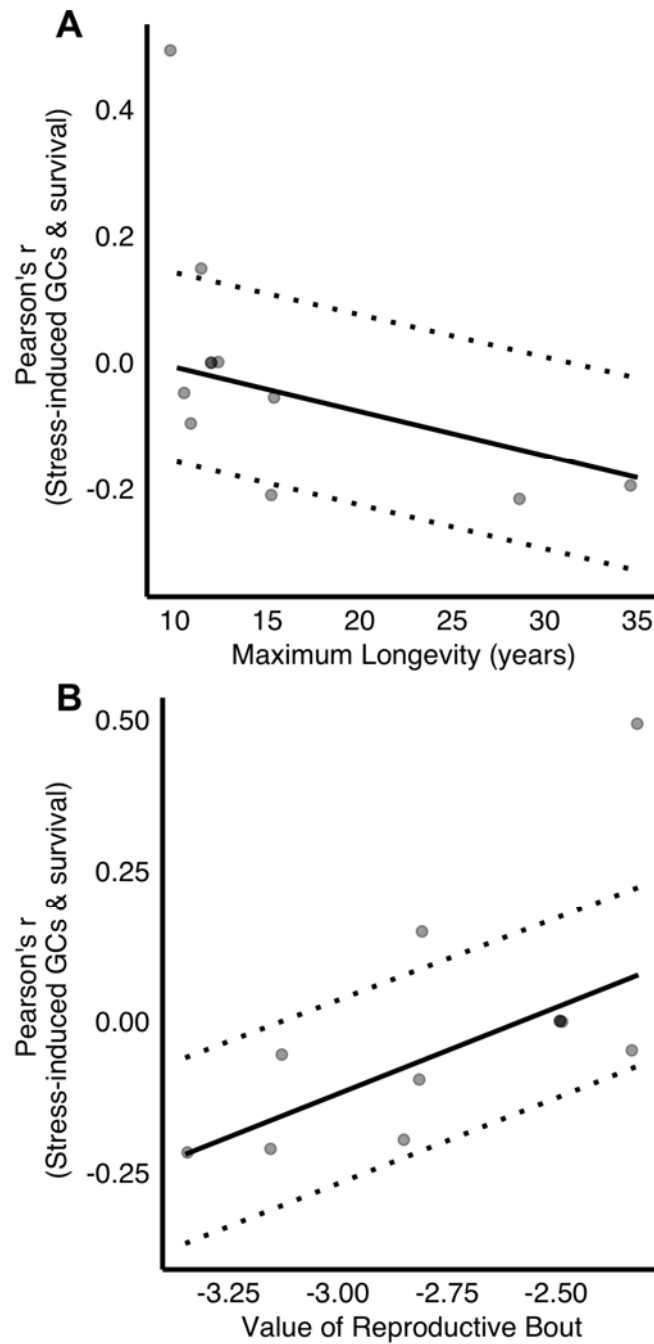 A
Pearson's r
(Stress-induced GCs & survival)
0.4
0.2
0.0
-0.2
10 15 20 25 30 35
Maximum Longevity (years)
B
Pearson's r
(Stress-induced GCs & survival)
0.50
0.25
0.00
-0.25
-3.25 -3.00 -2.75 -2.50
Value of Reproductive Bout